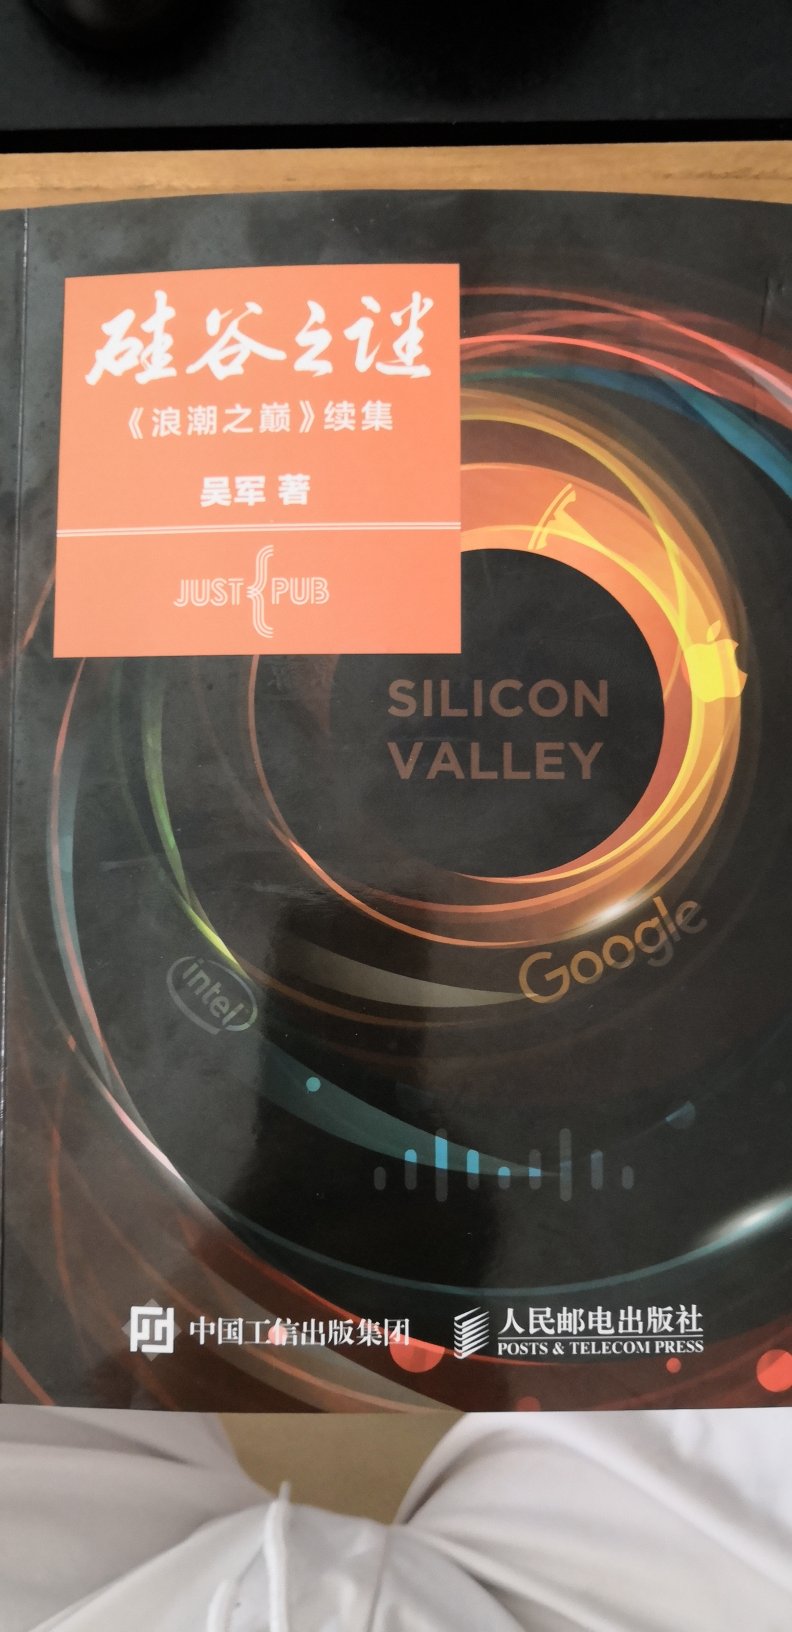 硅谷之谜
《浪潮之巅》续集
吴军 著
JUST PUB
SILICON
VALLEY
Google
intel
中国工信出版集团
人民邮电出版社
POSTS & TELECOM PRESS